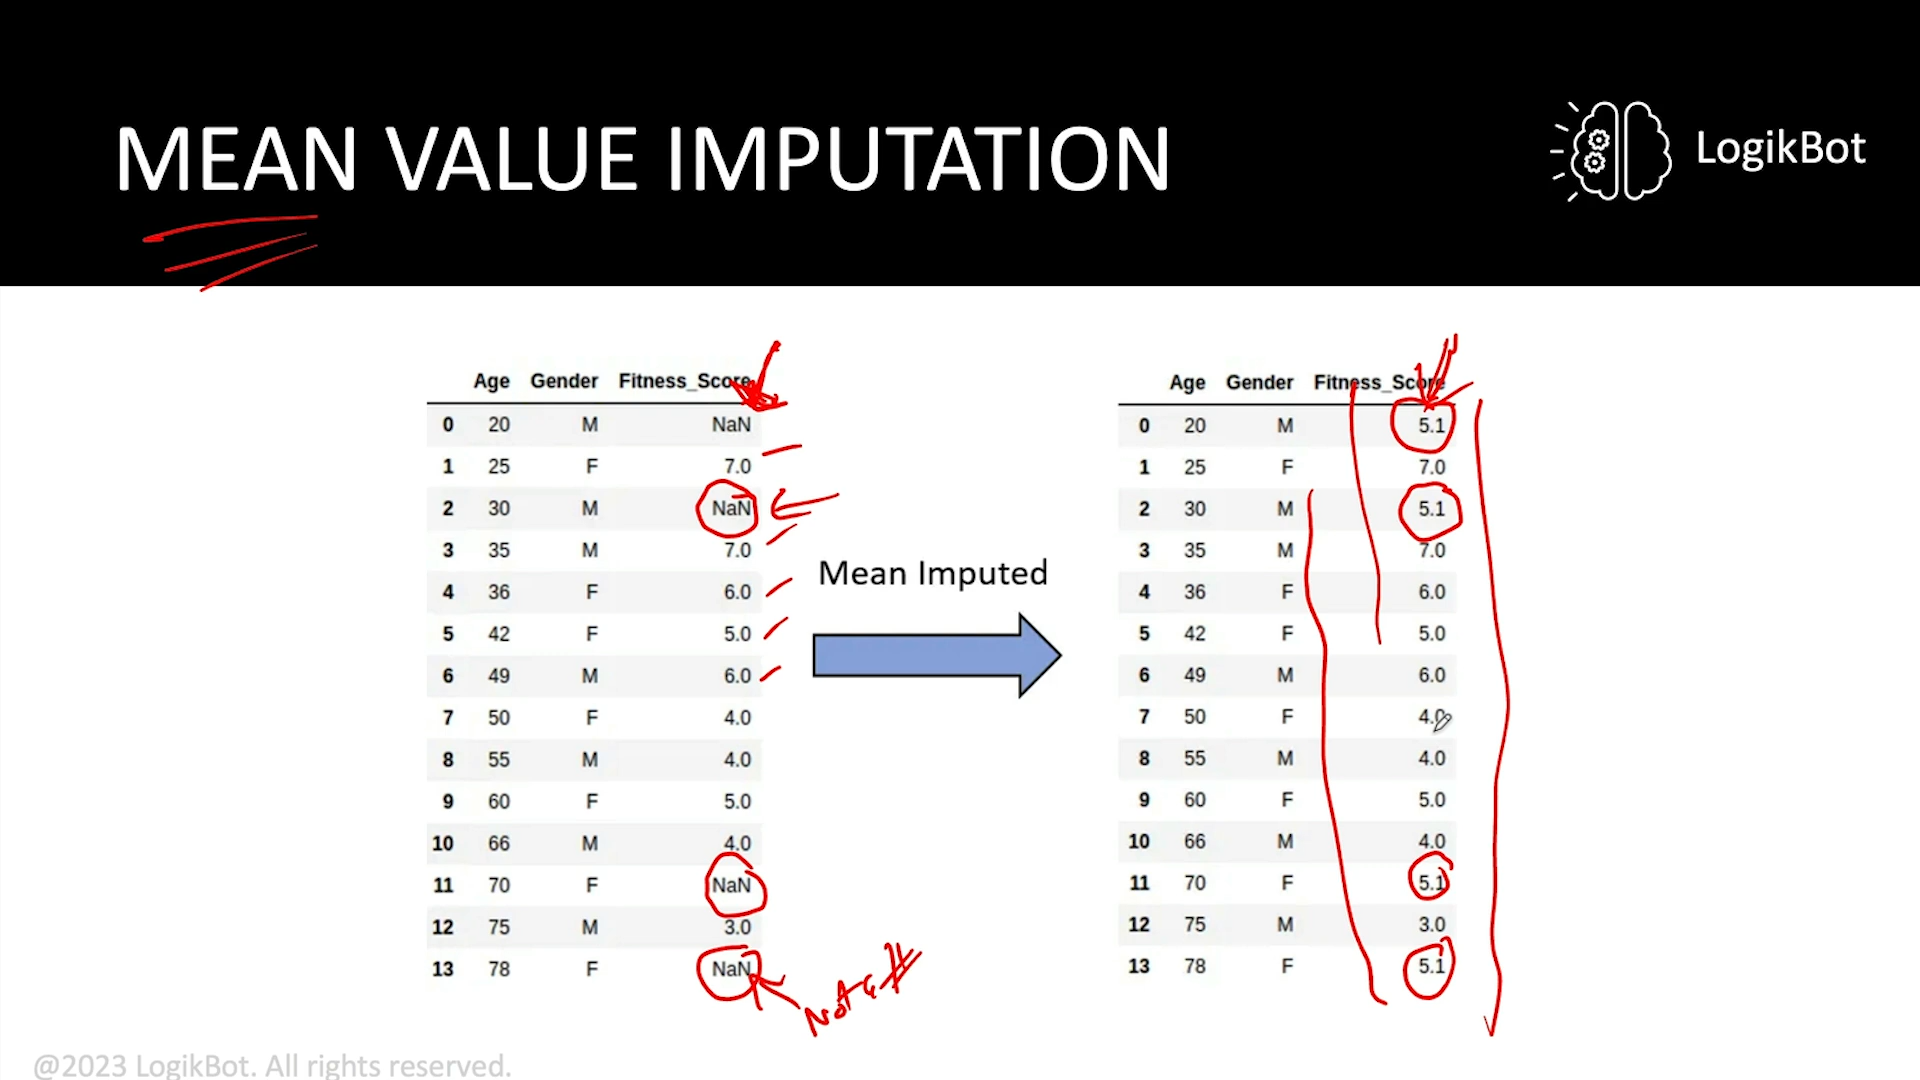 MEAN VALUE IMPUTATION
LogikBot
Age Gender Fitness_Score
0 20 M NaN
1 25 F 7.0
2 30 M NaN
3 35 M 7.0
4 36 F 6.0
5 42 F 5.0
6 49 M 6.0
7 50 F 4.0
8 55 M 4.0
9 60 F 5.0
10 66 M 4.0
11 70 F NaN
12 75 M 3.0
13 78 F NaN
Not a #
Mean Imputed
Age Gender Fitness_Score
0 20 M 5.1
1 25 F 7.0
2 30 M 5.1
3 35 M 7.0
4 36 F 6.0
5 42 F 5.0
6 49 M 6.0
7 50 F 4.0
8 55 M 4.0
9 60 F 5.0
10 66 M 4.0
11 70 F 5.1
12 75 M 3.0
13 78 F 5.1
@2023 LogikBot. All rights reserved.